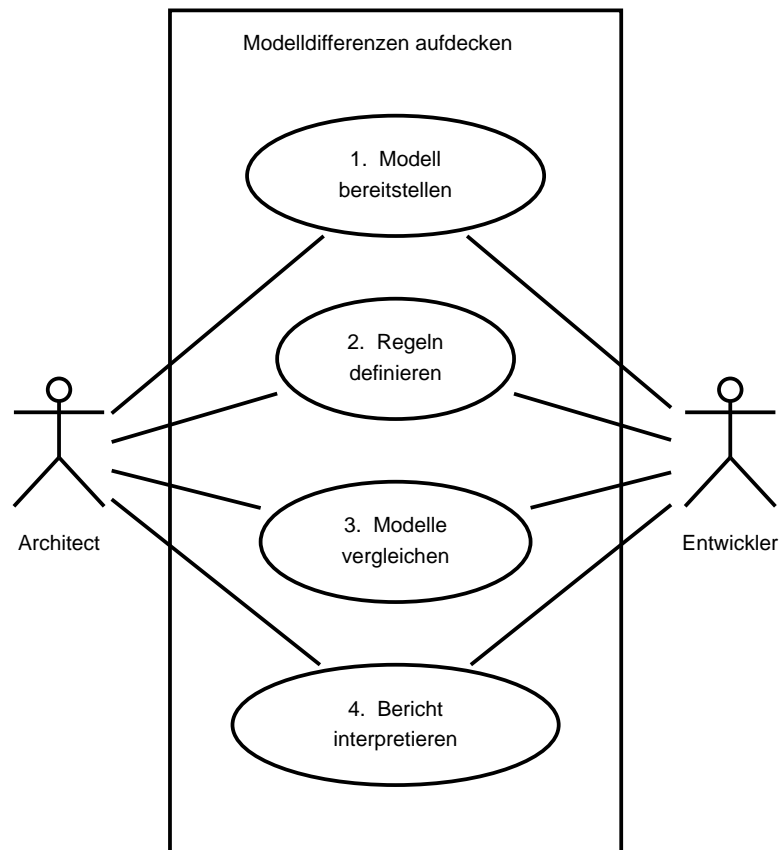 Modelldifferenzen aufdecken
1. Modell
bereitstellen
2. Regeln
definieren
3. Modelle
vergleichen
Architect
Entwickler
4. Bericht
interpretieren